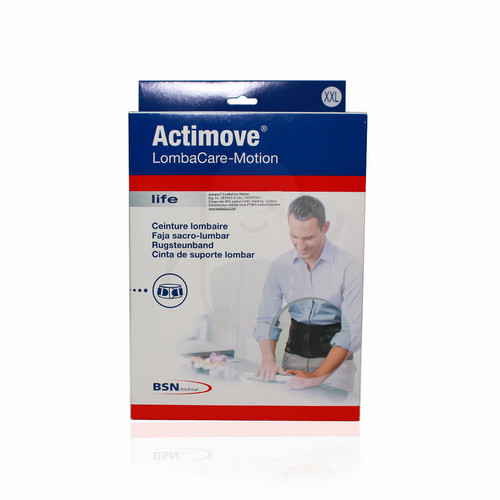 XXL
Actimove®
LombaCare-Motion
life
Ceinture lombaire
Faja sacro-lumbar
Rugsteunband
Cinta de suporte lombar
BSN medical